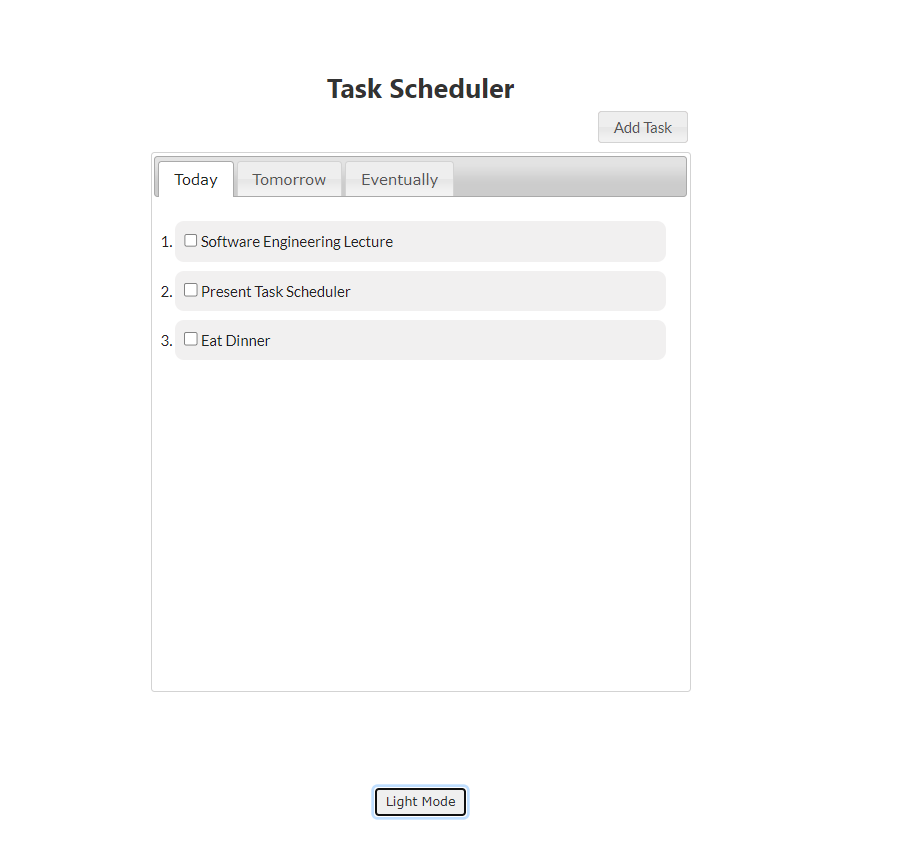 Task Scheduler
Add Task
Today Tomorrow Eventually
1. Software Engineering Lecture
2. Present Task Scheduler
3. Eat Dinner
Light Mode